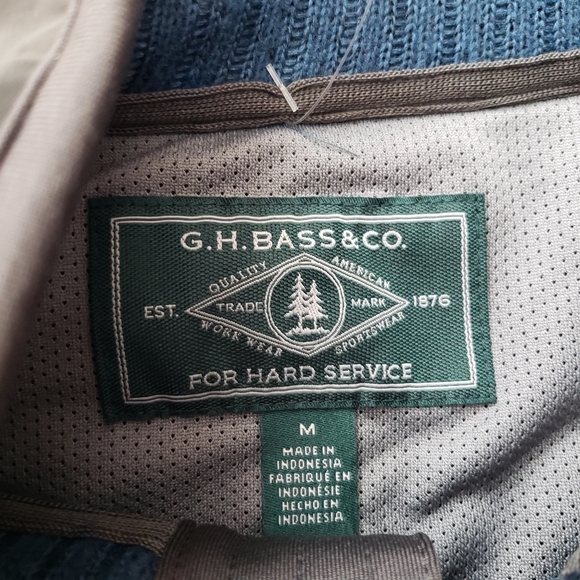 G.H.BASS&CO.
QUALITY AMERICAN
EST. TRADE MARK 1876
WORK WEAR SPORTSWEAR
FOR HARD SERVICE
M
MADE IN
INDONESIA
FABRIQUÉ EN
INDONÉSIE
HECHO EN
INDONESIA